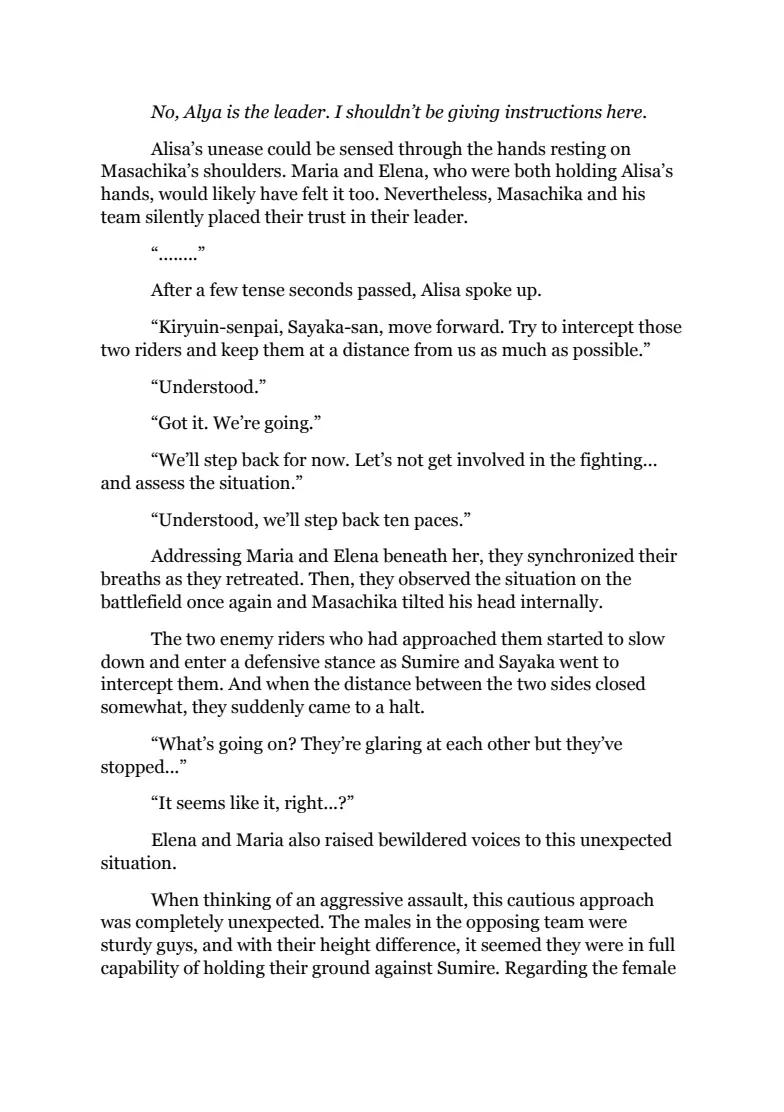 No, Alya is the leader. I shouldn’t be giving instructions here.
Alisa’s unease could be sensed through the hands resting on
Masachika’s shoulders. Maria and Elena, who were both holding Alisa’s
hands, would likely have felt it too. Nevertheless, Masachika and his
team silently placed their trust in their leader.
“........”
After a few tense seconds passed, Alisa spoke up.
“Kiryuin-senpai, Sayaka-san, move forward. Try to intercept those
two riders and keep them at a distance from us as much as possible.”
“Understood.”
“Got it. We’re going.”
“We’ll step back for now. Let’s not get involved in the fighting...
and assess the situation.”
“Understood, we’ll step back ten paces.”
Addressing Maria and Elena beneath her, they synchronized their
breaths as they retreated. Then, they observed the situation on the
battlefield once again and Masachika tilted his head internally.
The two enemy riders who had approached them started to slow
down and enter a defensive stance as Sumire and Sayaka went to
intercept them. And when the distance between the two sides closed
somewhat, they suddenly came to a halt.
“What’s going on? They’re glaring at each other but they’ve
stopped...”
“It seems like it, right...?”
Elena and Maria also raised bewildered voices to this unexpected
situation.
When thinking of an aggressive assault, this cautious approach
was completely unexpected. The males in the opposing team were
sturdy guys, and with their height difference, it seemed they were in full
capability of holding their ground against Sumire. Regarding the female